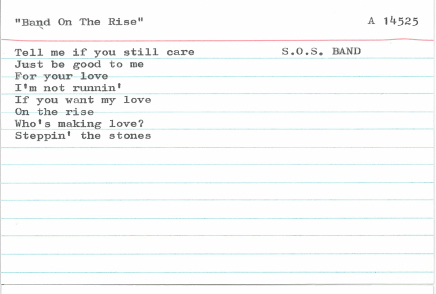 "Band On The Rise" A 14525
Tell me if you still care S.O.S. BAND
Just be good to me
For your love
I'm not runnin'
If you want my love
On the rise
Who's making love?
Steppin' the stones